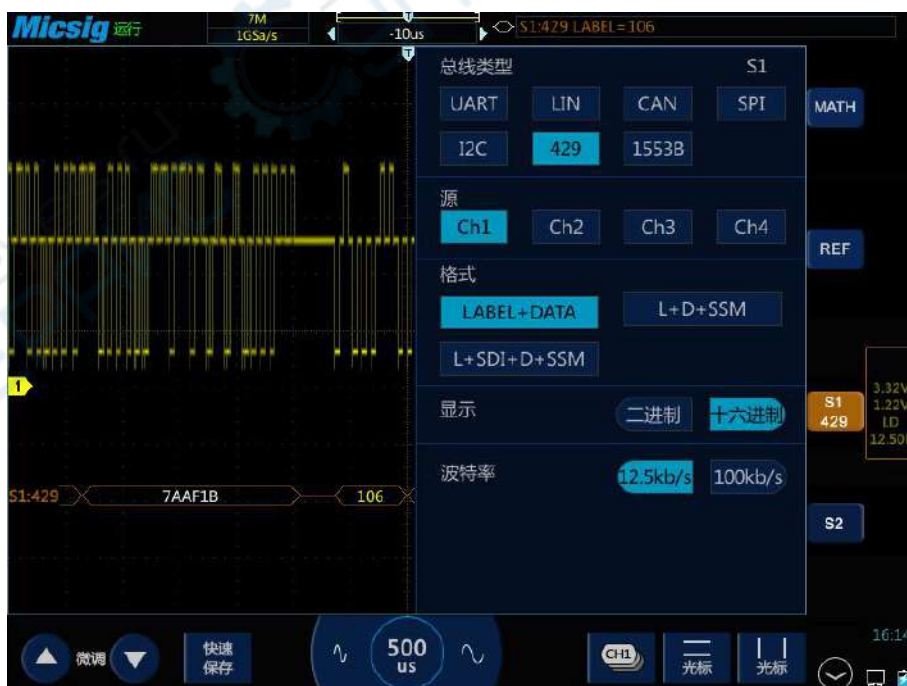 Micsig 运行
7M
1GSa/s
-10us
T
S1:429 LABEL=106
T
总线类型
S1
UART
LIN
CAN
SPI
I2C
429
1553B
源
Ch1
Ch2
Ch3
Ch4
格式
LABEL+DATA
L+D+SSM
L+SDI+D+SSM
显示
二进制
十六进制
波特率
12.5kb/s
100kb/s
MATH
REF
S1
429
3.32V
1.22V
LD
S2
1
S1:429
7AAF1B
106
微调
快速
保存
500
us
CH1
光标
光标